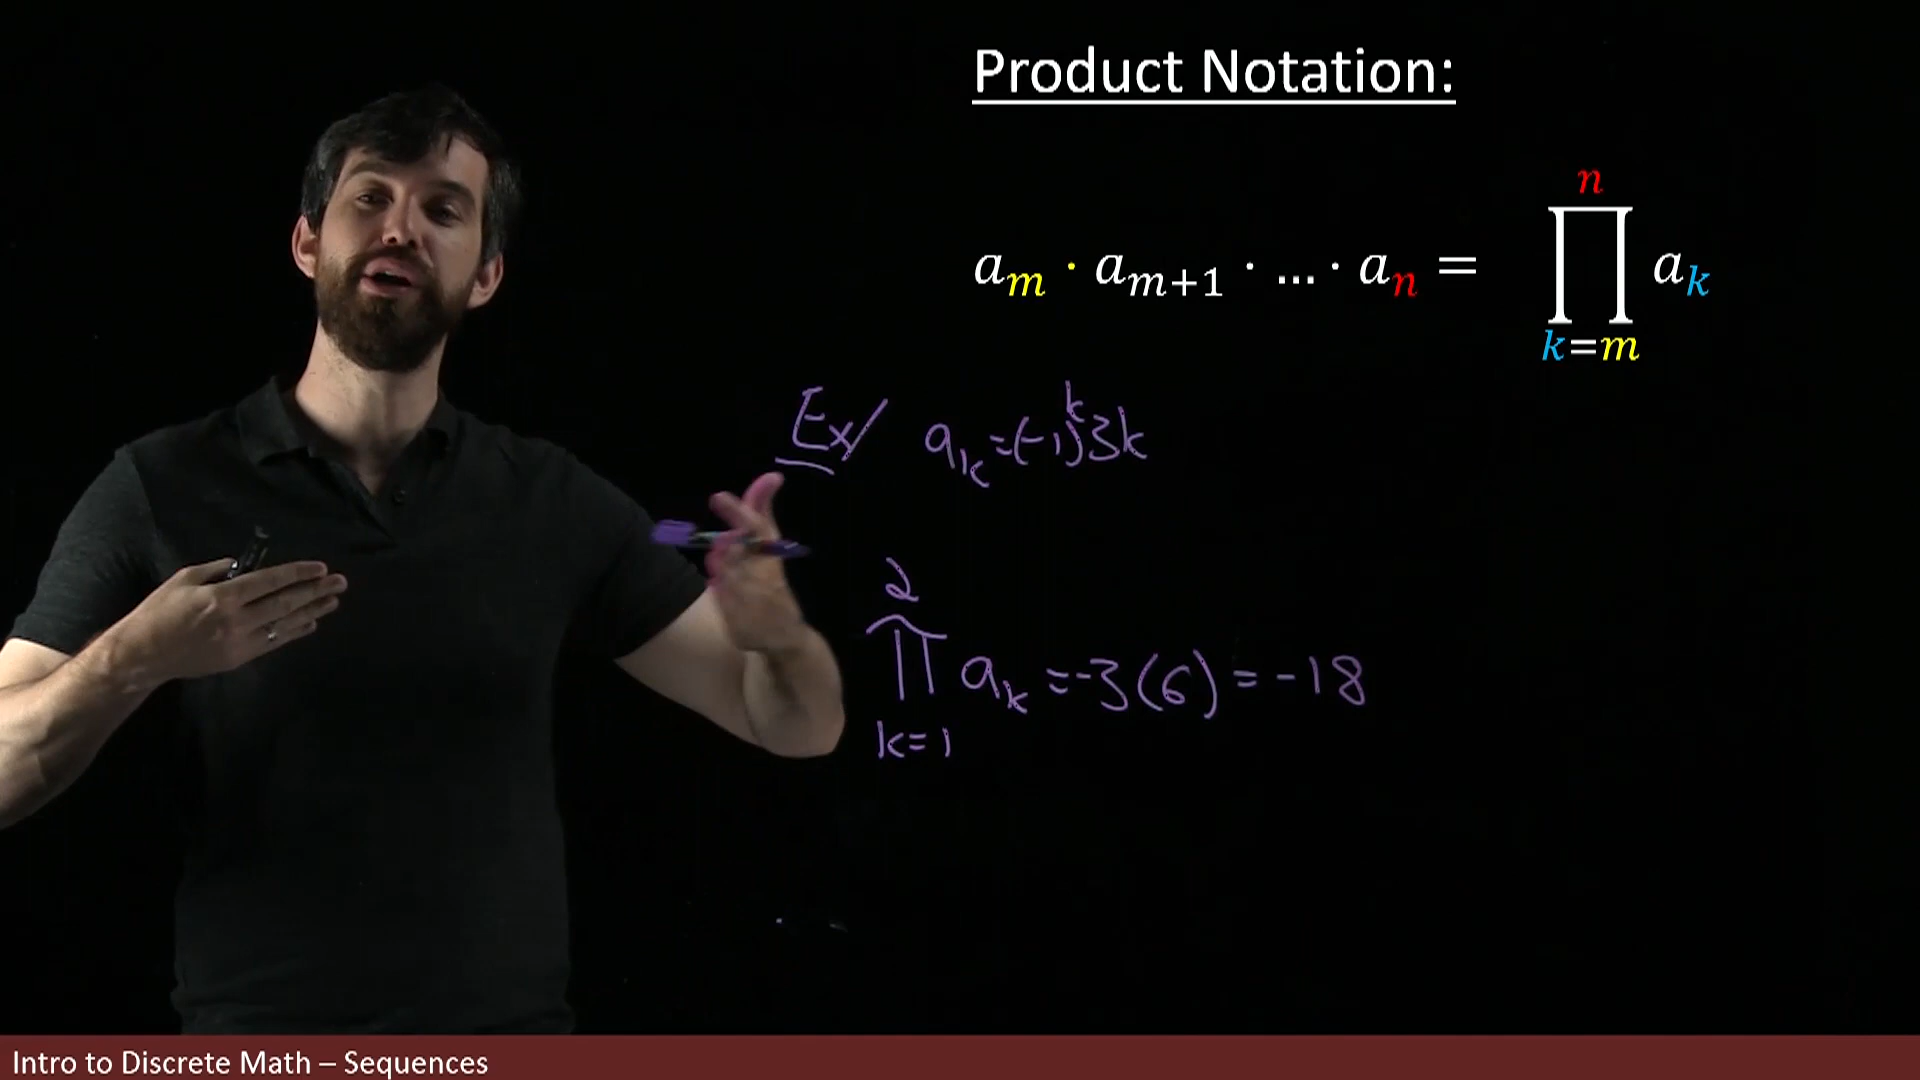 Product Notation:
a_m · a_{m+1} · ... · a_n = ∏_{k=m}^{n} a_k
Ex/ a_k = (-1)^k 3k
∏_{k=1}^{2} a_k = -3(6) = -18
Intro to Discrete Math – Sequences